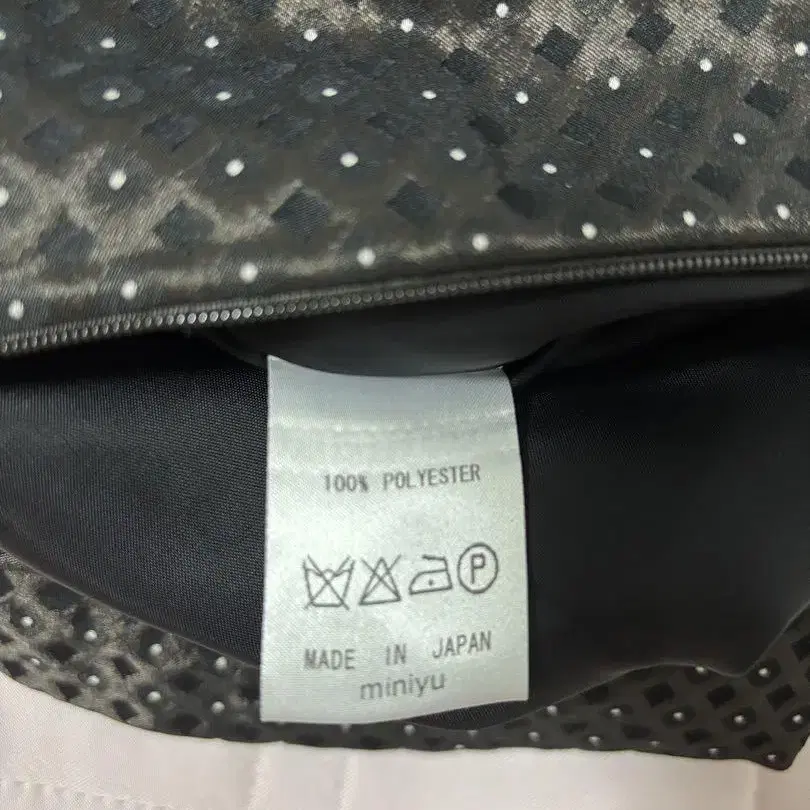 100% POLYESTER
P
MADE IN JAPAN
miniyu